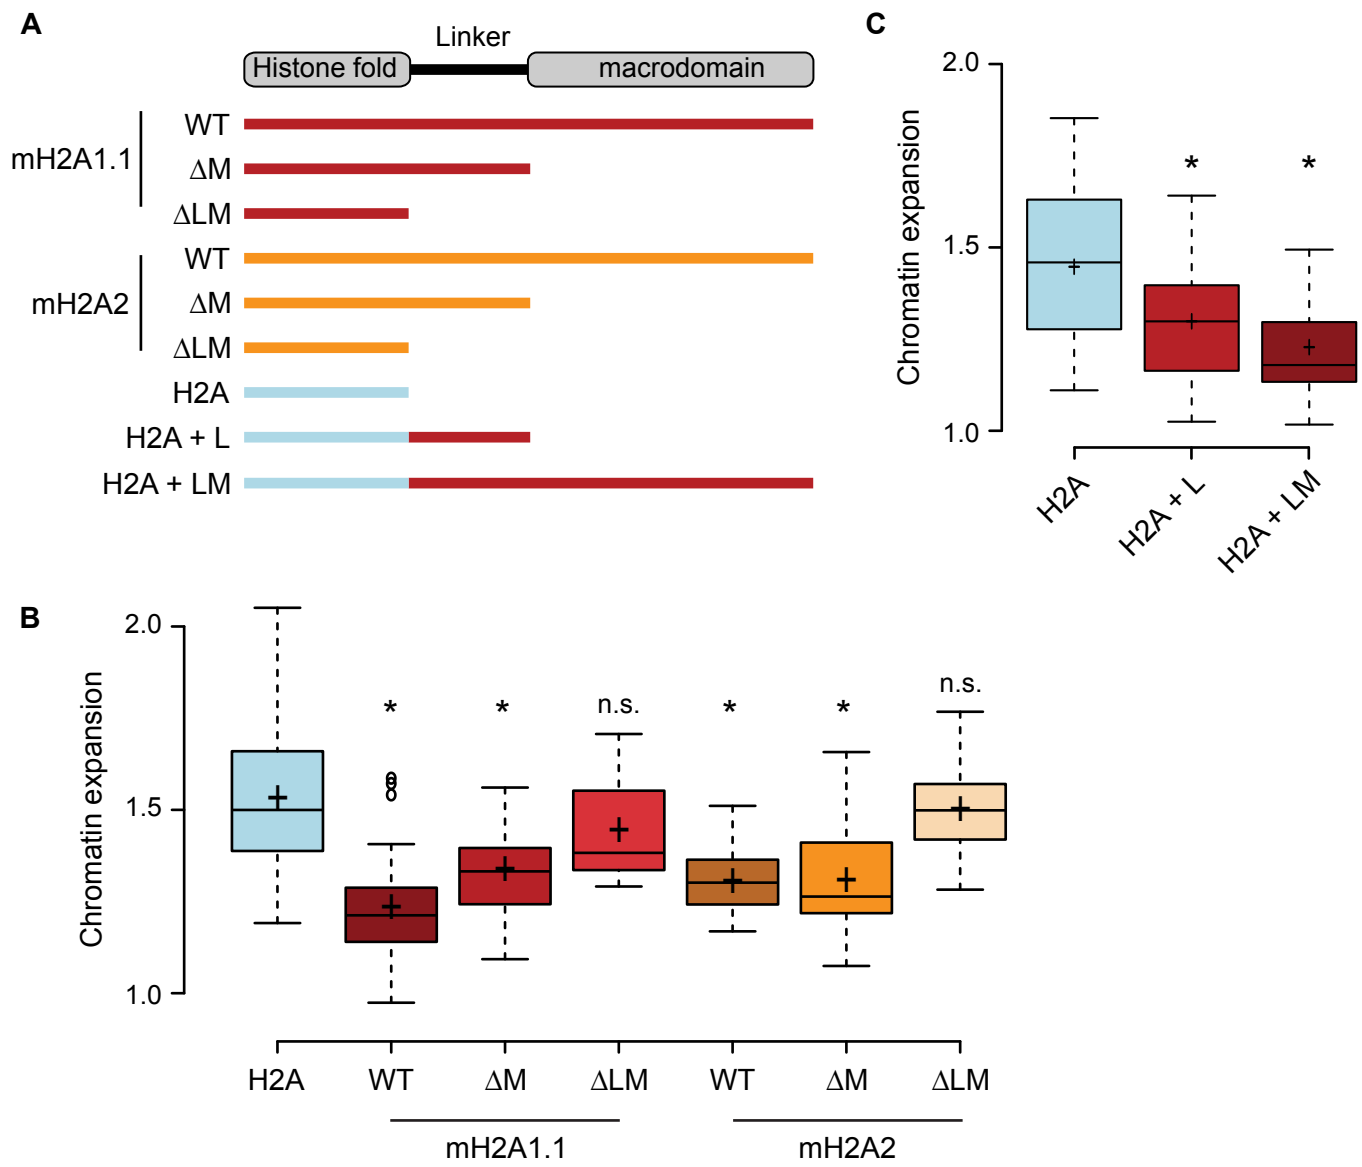 A
Linker
Histone fold macrodomain
mH2A1.1
WT
ΔM
ΔLM
mH2A2
WT
ΔM
ΔLM
H2A
H2A + L
H2A + LM
C
Chromatin expansion
2.0
1.5
1.0
* *
H2A
H2A + L
H2A + LM
B
Chromatin expansion
2.0
1.5
1.0
* * n.s. * * n.s.
H2A WT ΔM ΔLM WT ΔM ΔLM
mH2A1.1 mH2A2